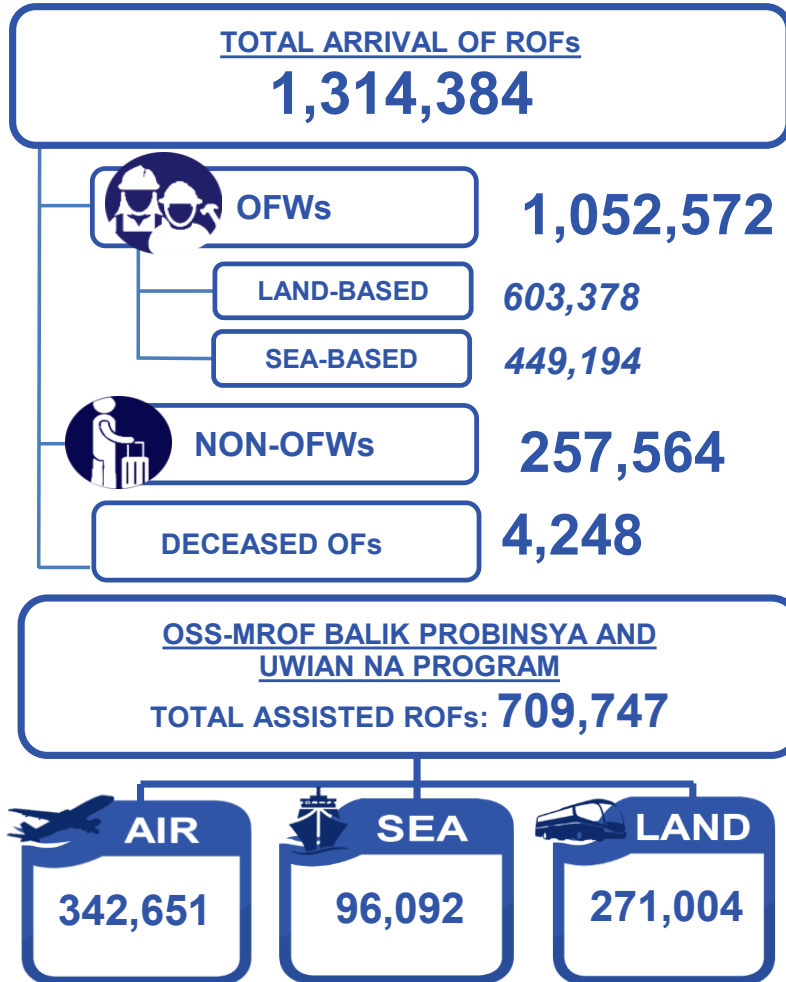 TOTAL ARRIVAL OF ROFs
1,314,384
OFWs 1,052,572
LAND-BASED 603,378
SEA-BASED 449,194
NON-OFWs 257,564
DECEASED OFs 4,248
OSS-MROF BALIK PROBINSYA AND
UWIAN NA PROGRAM
TOTAL ASSISTED ROFs: 709,747
AIR SEA LAND
342,651 96,092 271,004